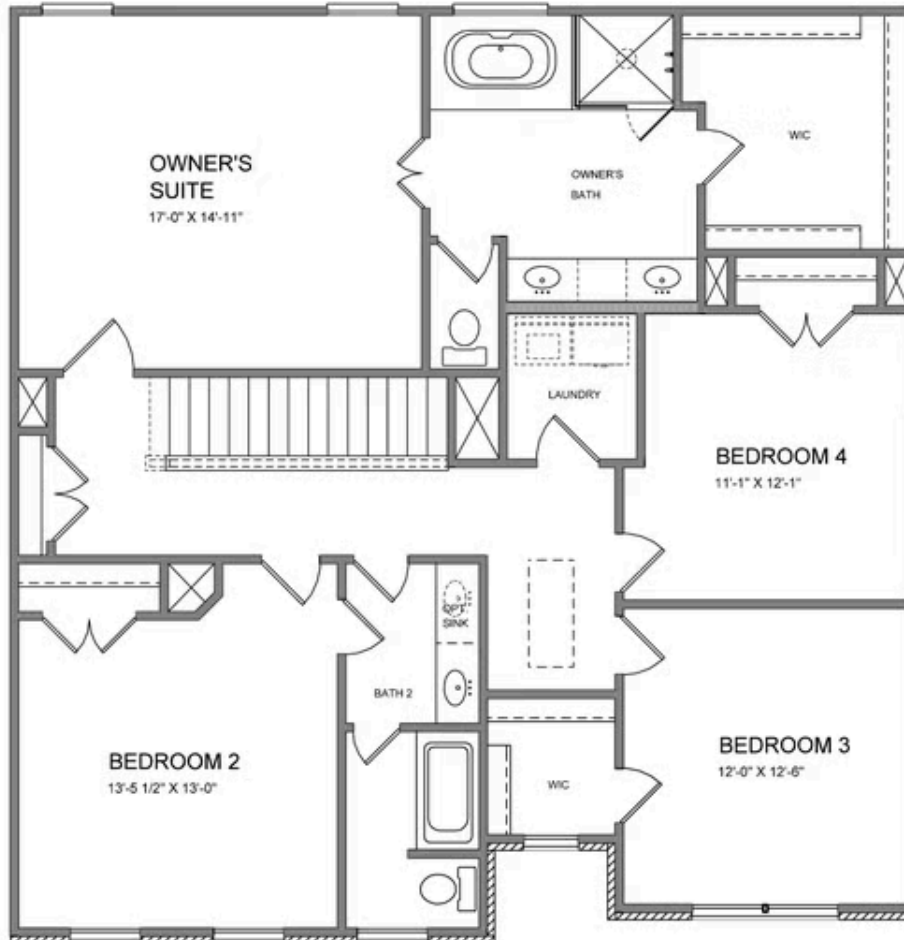 OWNER'S
SUITE
17'-0" X 14'-11"
OWNER'S
BATH
WIC
LAUNDRY
BEDROOM 4
11'-1" X 12'-1"
OPT.
SINK
BATH 2
BEDROOM 2
13'-5 1/2" X 13'-0"
WIC
BEDROOM 3
12'-0" X 12'-6"